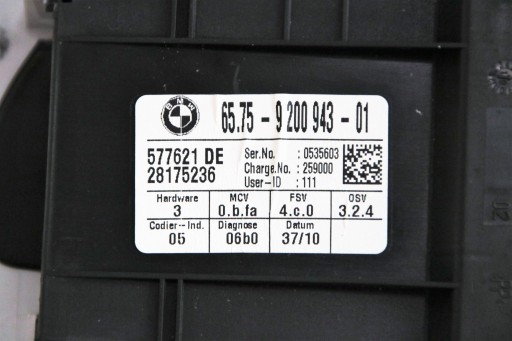 BMW
65.75 - 9 200 943 - 01
577621 DE
28175236
Ser.No. : 0535603
Charge.No. : 259000
User-ID : 111
Hardware MCV FSV OSV
3 0.b.fa 4.c.0 3.2.4
Codier-Ind. Diagnose Datum
05 06b0 37/10